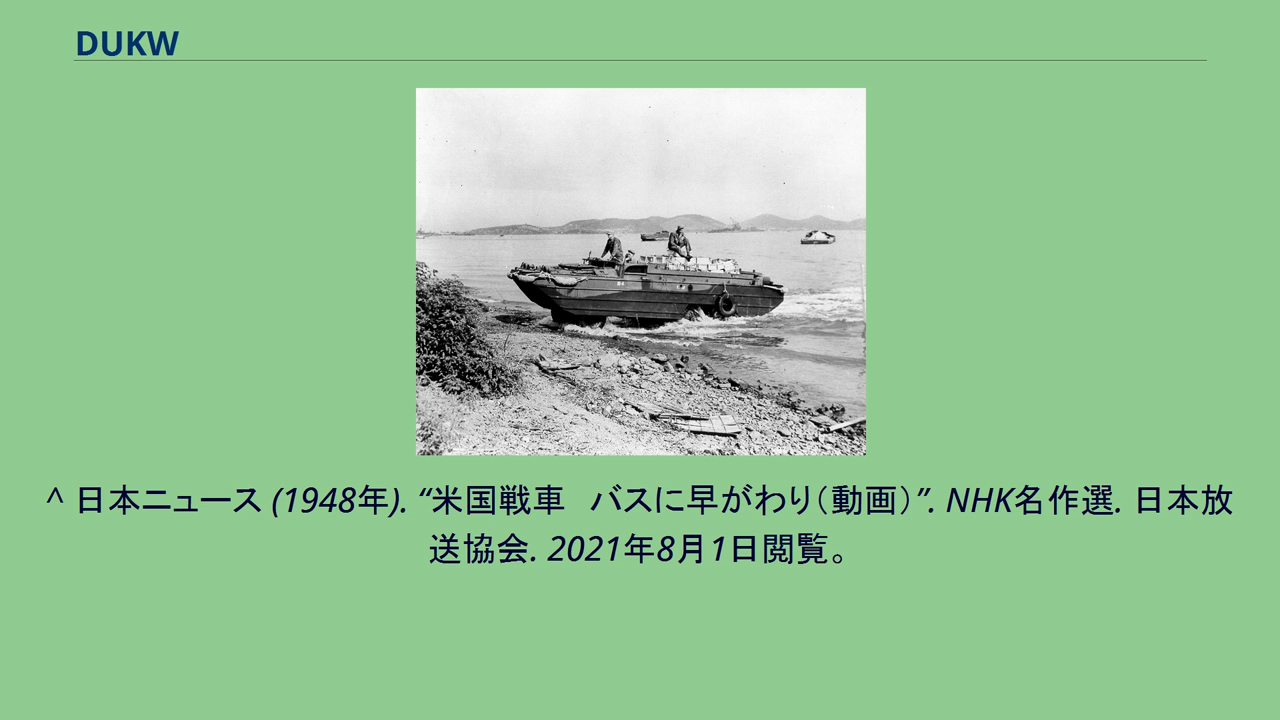 DUKW
^ 日本ニュース (1948年). “米国戦車　バスに早がわり（動画）”. NHK名作選. 日本放
送協会. 2021年8月1日閲覧。